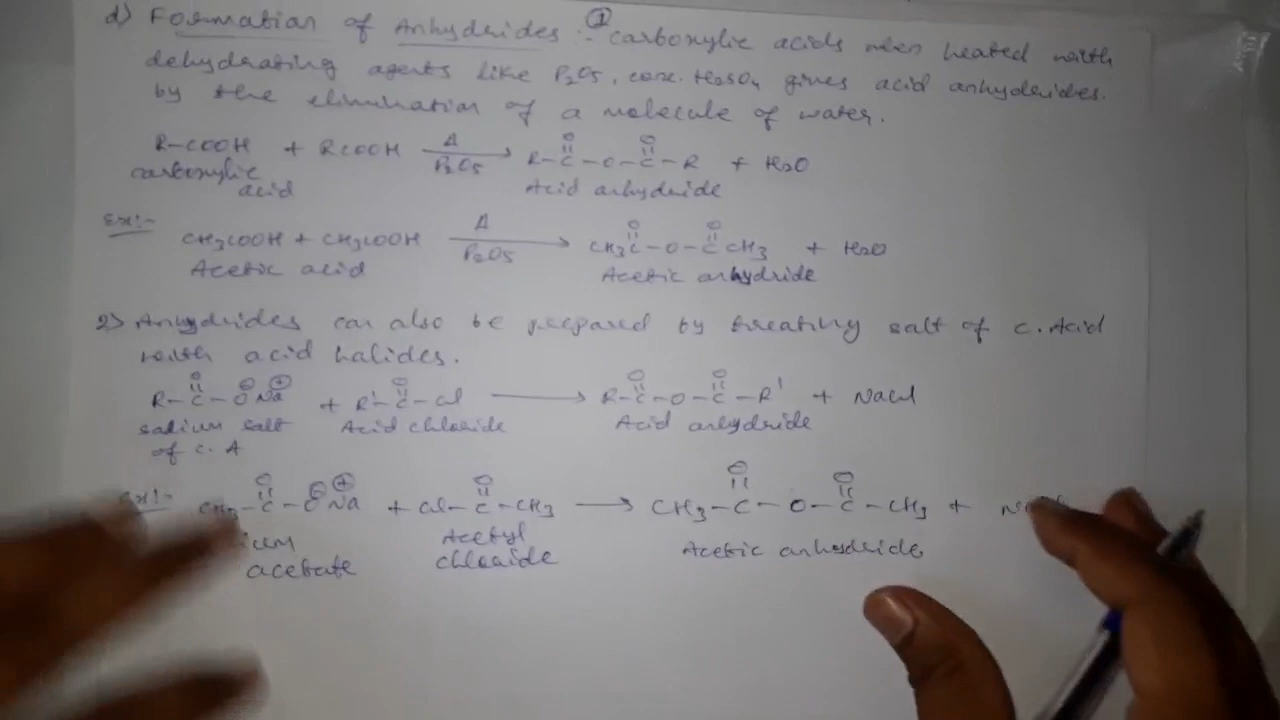 d) Formation of Anhydrides :- ① carboxylic acids when heated with
dehydrating agents like P2O5, conc. H2SO4 gives acid anhydrides.
by the elimination of a molecule of water.
R-COOH + RCOOH Δ P2O5 → R-C(=O)-O-C(=O)-R + H2O
carboxylic acid Acid anhydride
Ex:- CH3COOH + CH3COOH Δ P2O5 → CH3C(=O)-O-C(=O)CH3 + H2O
Acetic acid Acetic anhydride
2) Anhydrides can also be prepared by treating salt of C. Acid
with acid halides.
R-C(=O)-O⊖Na⊕ + R'-C(=O)-Cl → R-C(=O)-O-C(=O)-R' + NaCl
sodium salt of C.A Acid chloride Acid anhydride
Ex:- CH3-C(=O)-O⊖Na⊕ + Cl-C(=O)-CH3 → CH3-C(=O)-O-C(=O)-CH3 +
acetate Acetyl chloride Acetic anhydride